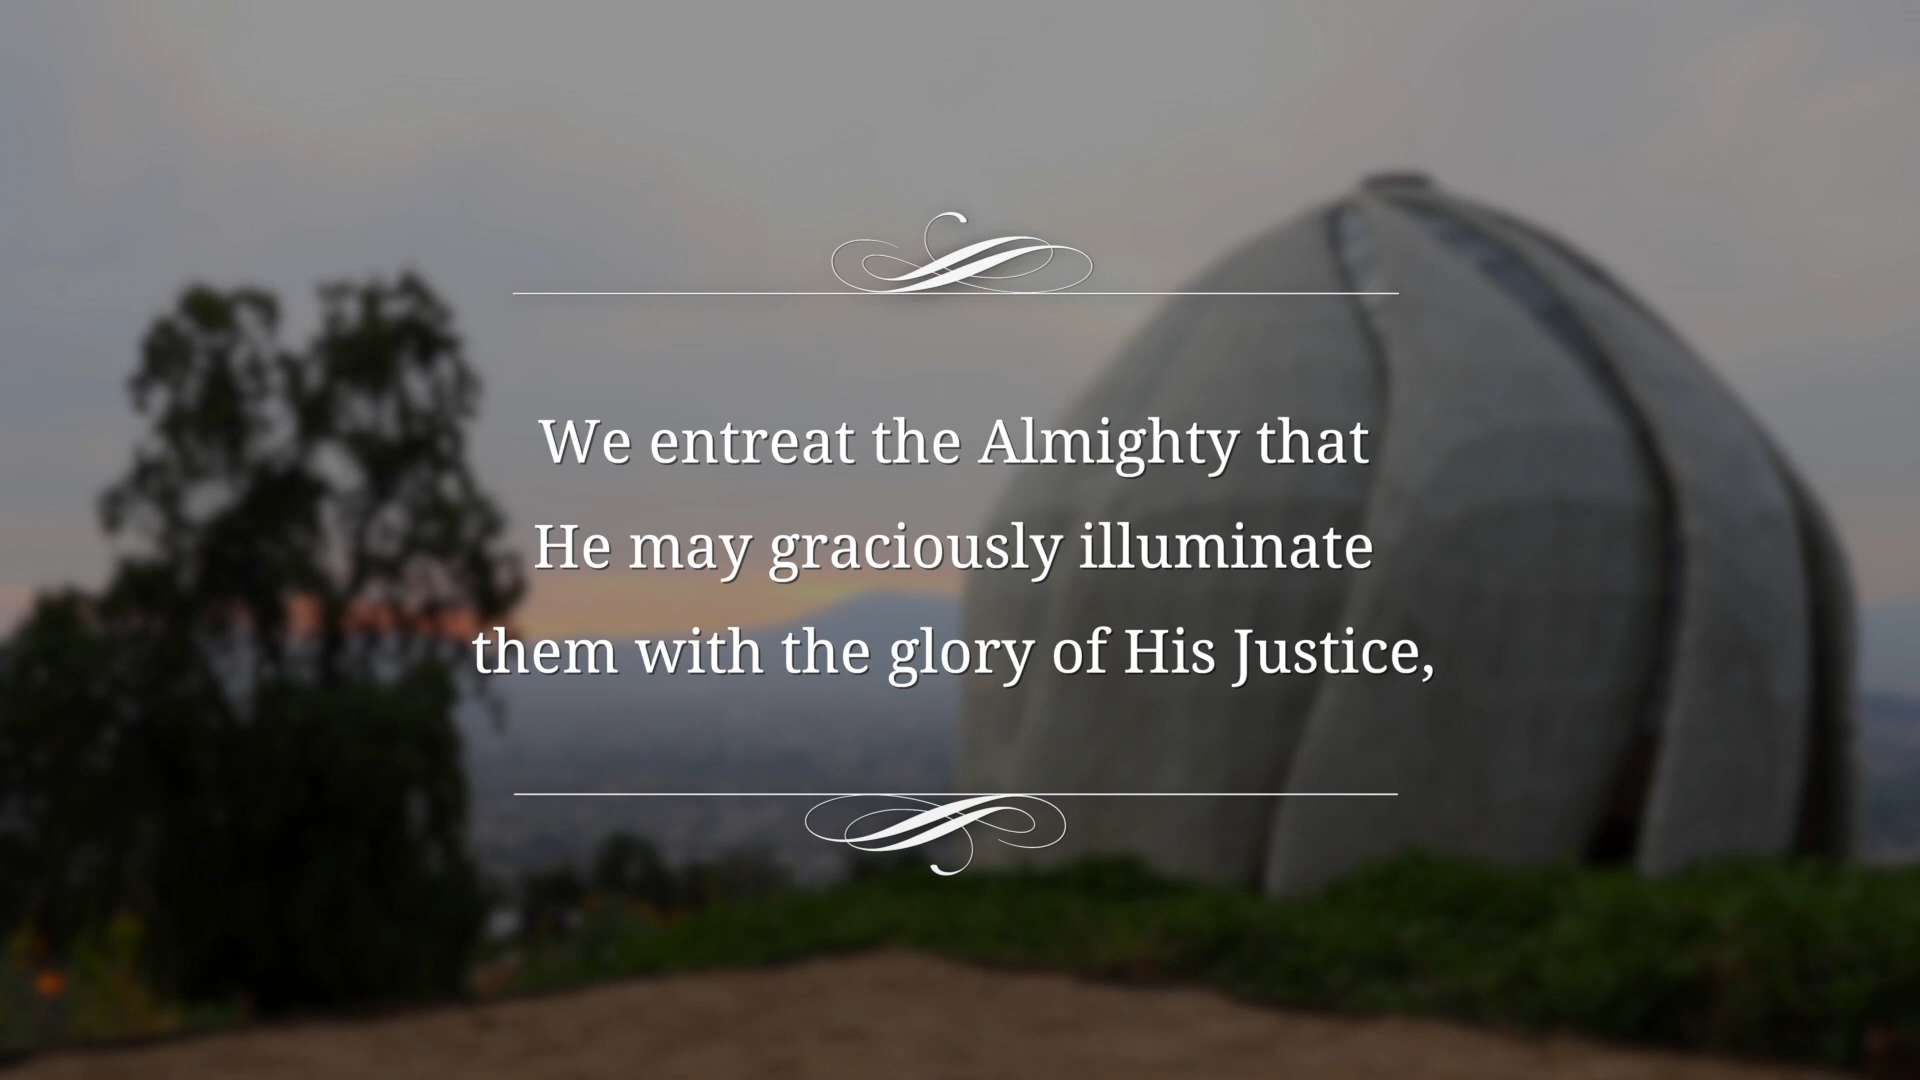 We entreat the Almighty that
He may graciously illuminate
them with the glory of His Justice,